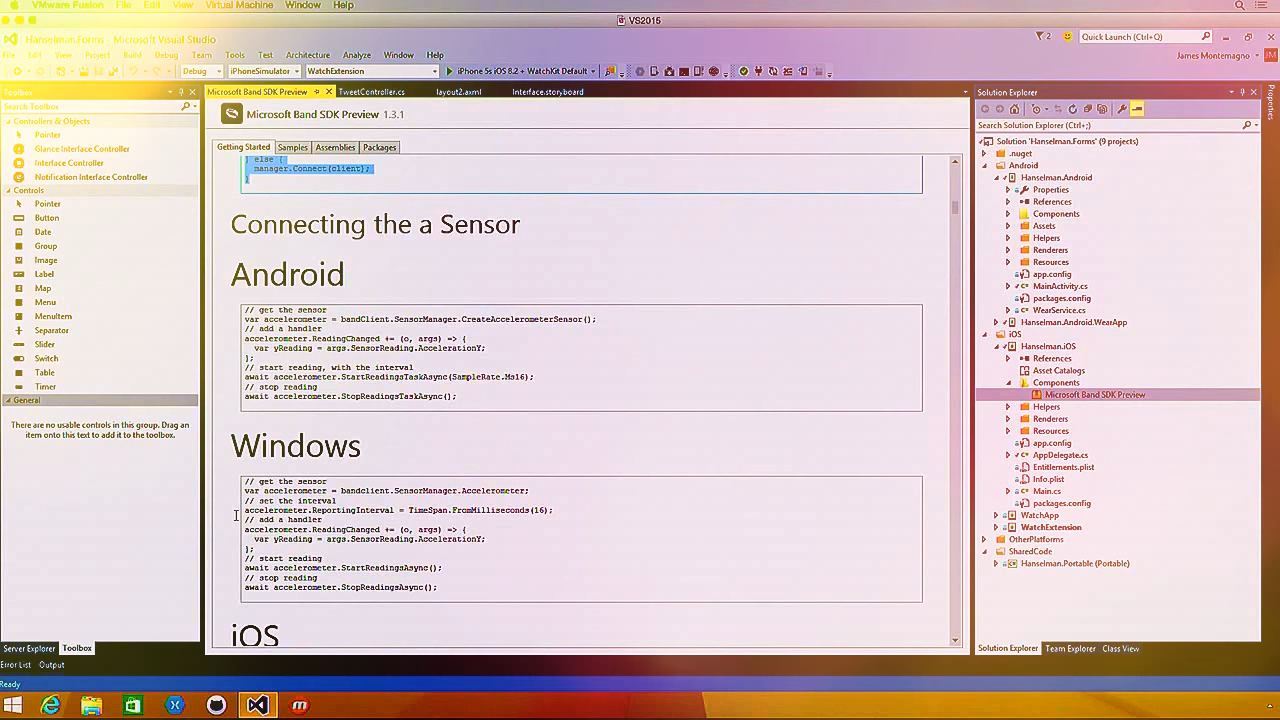 VMware Fusion File Edit View Virtual Machine Window Help
VS2015
Hanselman.Forms - Microsoft Visual Studio
2 Quick Launch (Ctrl+Q)
File Edit View Project Build Debug Team Tools Test Architecture Analyze Window Help
James Montemagno JM
Debug iPhoneSimulator WatchExtension iPhone 5s iOS 8.2 + WatchKit Default
Toolbox
Search Toolbox
Controllers & Objects
Pointer
Glance Interface Controller
Interface Controller
Notification Interface Controller
Controls
Pointer
Button
Date
Group
Image
Label
Map
Menu
MenuItem
Separator
Slider
Switch
Table
Timer
General
There are no usable controls in this group. Drag an
item onto this text to add it to the toolbox.
Server Explorer Toolbox
Error List Output
Ready
Microsoft Band SDK Preview TweetController.cs layout2.axml Interface.storyboard
Microsoft Band SDK Preview 1.3.1
Getting Started Samples Assemblies Packages
} else {
manager.Connect(client);
}
Connecting the a Sensor
Android
// get the sensor
var accelerometer = bandClient.SensorManager.CreateAccelerometerSensor();
// add a handler
accelerometer.ReadingChanged += (o, args) => {
var yReading = args.SensorReading.AccelerationY;
};
// start reading, with the interval
await accelerometer.StartReadingsTaskAsync(SampleRate.Ms16);
// stop reading
await accelerometer.StopReadingsTaskAsync();
Windows
// get the sensor
var accelerometer = bandclient.SensorManager.Accelerometer;
// set the interval
accelerometer.ReportingInterval = TimeSpan.FromMilliseconds(16);
// add a handler
accelerometer.ReadingChanged += (o, args) => {
var yReading = args.SensorReading.AccelerationY;
};
// start reading
await accelerometer.StartReadingsAsync();
// stop reading
await accelerometer.StopReadingsAsync();
iOS
Solution Explorer
Search Solution Explorer (Ctrl+;)
Solution 'Hanselman.Forms' (9 projects)
.nuget
Android
Hanselman.Android
Properties
References
Components
Assets
Helpers
Renderers
Resources
app.config
MainActivity.cs
packages.config
WearService.cs
Hanselman.Android.WearApp
iOS
Hanselman.iOS
References
Asset Catalogs
Components
Microsoft Band SDK Preview
Helpers
Renderers
Resources
app.config
AppDelegate.cs
Entitlements.plist
Info.plist
Main.cs
packages.config
WatchApp
WatchExtension
OtherPlatforms
SharedCode
Hanselman.Portable (Portable)
Solution Explorer Team Explorer Class View
Properties